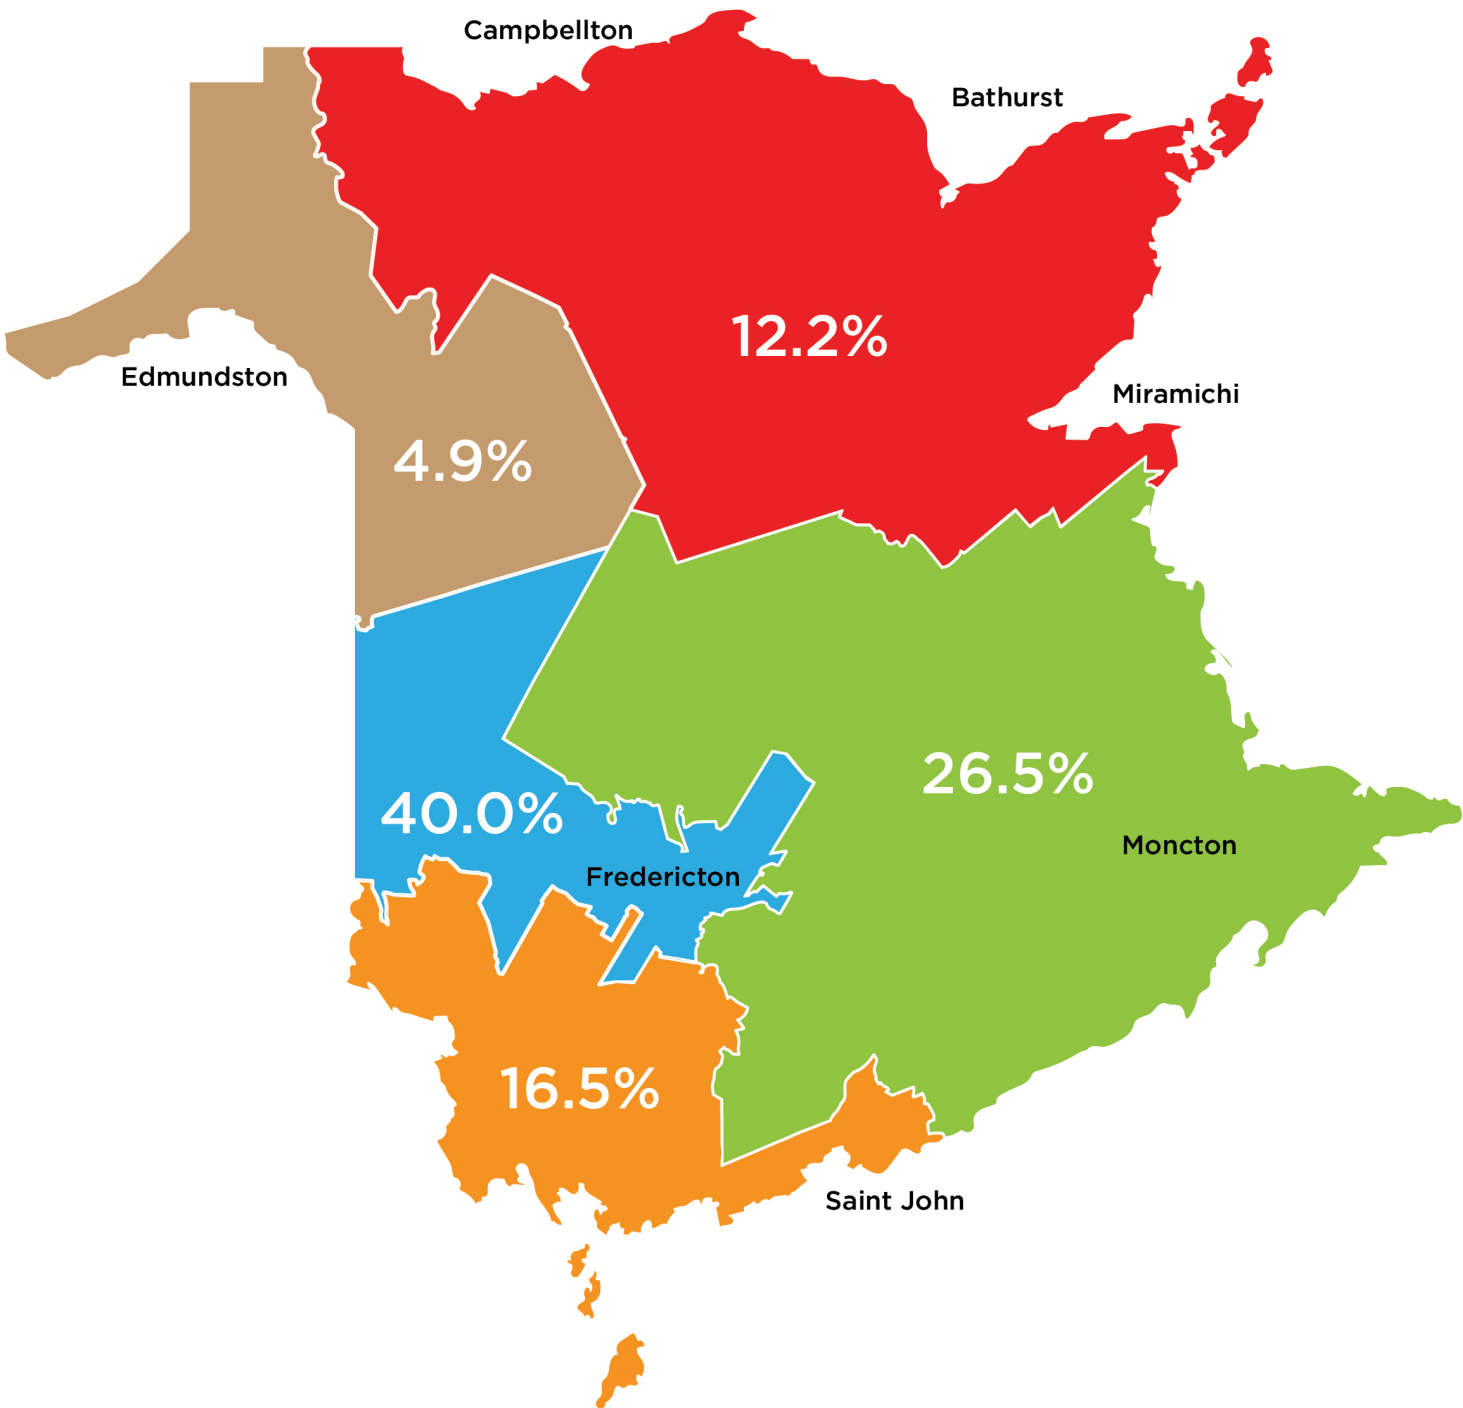 Campbellton
Bathurst
12.2%
Edmundston
Miramichi
4.9%
26.5%
40.0%
Moncton
Fredericton
16.5%
Saint John